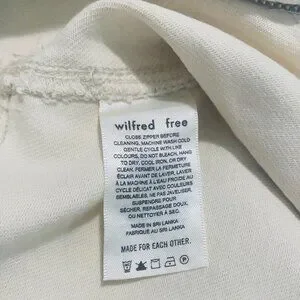 wilfred free
CLOSE ZIPPER BEFORE
CLEANING, MACHINE WASH COLD
GENTLE CYCLE WITH LIKE
COLOURS, DO NOT BLEACH, HANG
TO DRY, COOL IRON, OR DRY
CLEAN. FERMER LA FERMETURE
ÉCLAIR AVANT DE LAVER, LAVER
À LA MACHINE À L'EAU FROIDE AU
CYCLE DÉLICAT AVEC COULEURS
SEMBLABLES, NE PAS JAVELISER,
SUSPENDRE POUR
SÉCHER, REPASSAGE DOUX,
OU NETTOYER À SEC.
MADE IN SRI LANKA
FABRIQUÉ AU SRI LANKA
MADE FOR EACH OTHER.